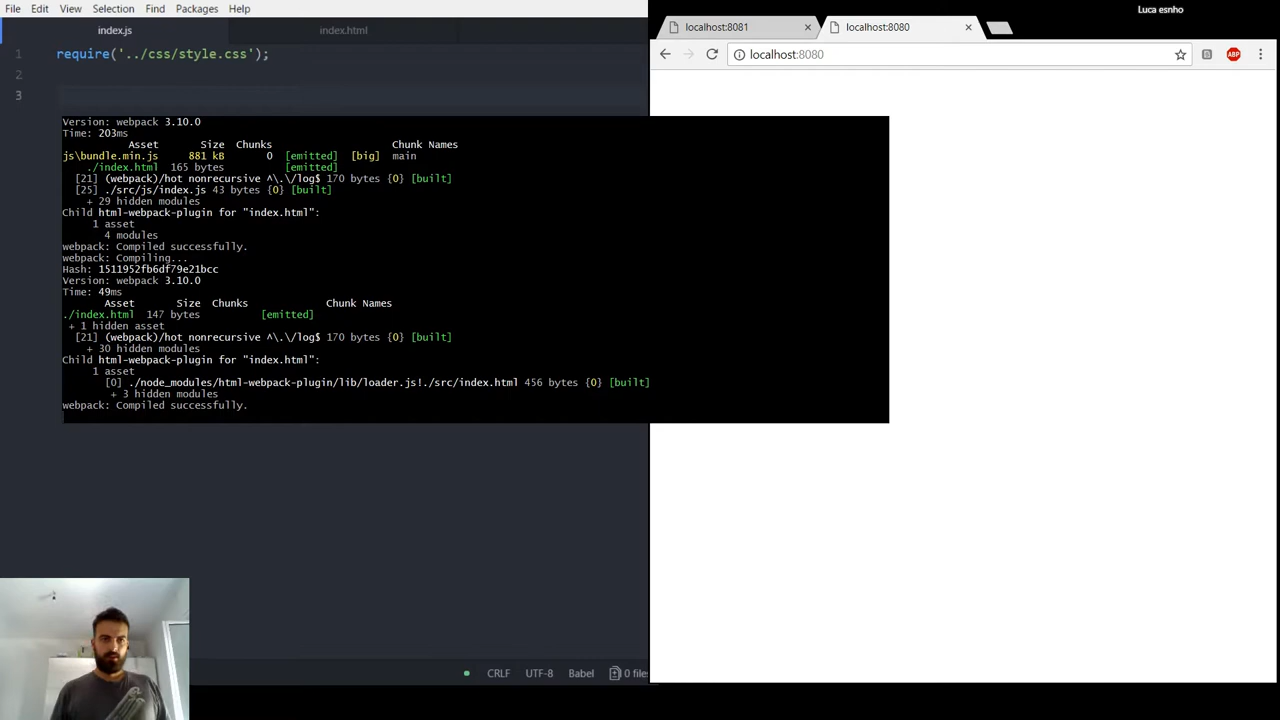 Luca esnho
File Edit View Selection Find Packages Help
index.js index.html
localhost:8081 localhost:8080
localhost:8080
ABP
1 require('../css/style.css');
2
3
Version: webpack 3.10.0
Time: 203ms
Asset Size Chunks Chunk Names
js\bundle.min.js 881 kB 0 [emitted] [big] main
./index.html 165 bytes [emitted]
[21] (webpack)/hot nonrecursive ^\.\/log$ 170 bytes {0} [built]
[25] ./src/js/index.js 43 bytes {0} [built]
+ 29 hidden modules
Child html-webpack-plugin for "index.html":
1 asset
4 modules
webpack: Compiled successfully.
webpack: Compiling...
Hash: 1511952fb6df79e21bcc
Version: webpack 3.10.0
Time: 49ms
Asset Size Chunks Chunk Names
./index.html 147 bytes [emitted]
+ 1 hidden asset
[21] (webpack)/hot nonrecursive ^\.\/log$ 170 bytes {0} [built]
+ 30 hidden modules
Child html-webpack-plugin for "index.html":
1 asset
[0] ./node_modules/html-webpack-plugin/lib/loader.js!./src/index.html 456 bytes {0} [built]
+ 3 hidden modules
webpack: Compiled successfully.
CRLF UTF-8 Babel 0 files